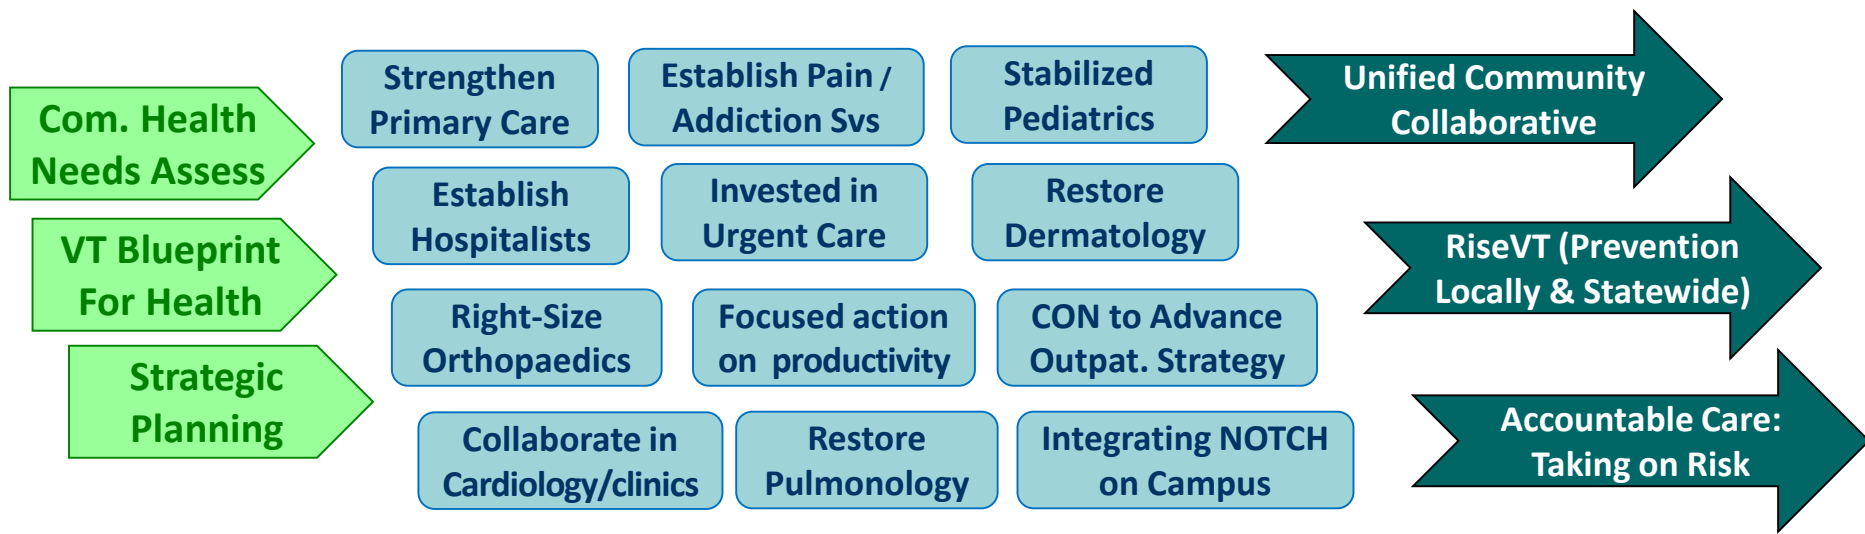 Com. Health
Needs Assess
VT Blueprint
For Health
Strategic
Planning
Strengthen
Primary Care
Establish Pain /
Addiction Svs
Stabilized
Pediatrics
Establish
Hospitalists
Invested in
Urgent Care
Restore
Dermatology
Right-Size
Orthopaedics
Focused action
on productivity
CON to Advance
Outpat. Strategy
Collaborate in
Cardiology/clinics
Restore
Pulmonology
Integrating NOTCH
on Campus
Unified Community
Collaborative
RiseVT (Prevention
Locally & Statewide)
Accountable Care:
Taking on Risk